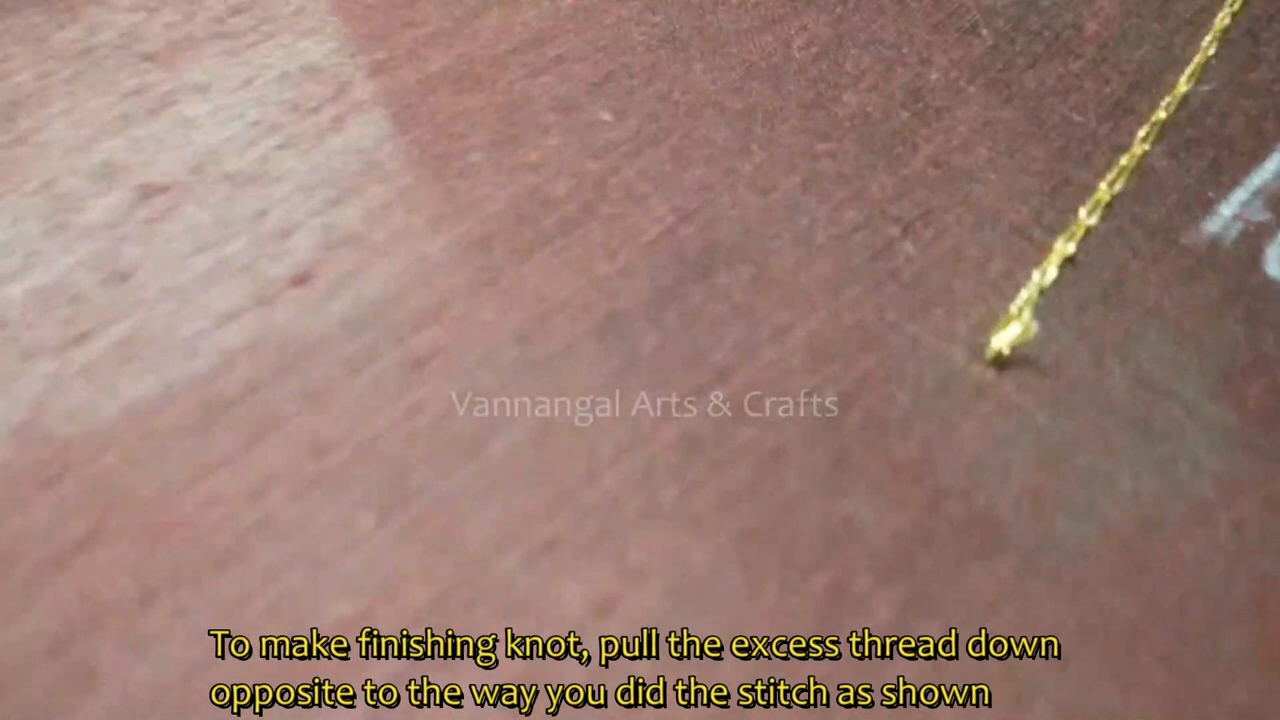 Vannangal Arts & Crafts
To make finishing knot, pull the excess thread down
opposite to the way you did the stitch as shown